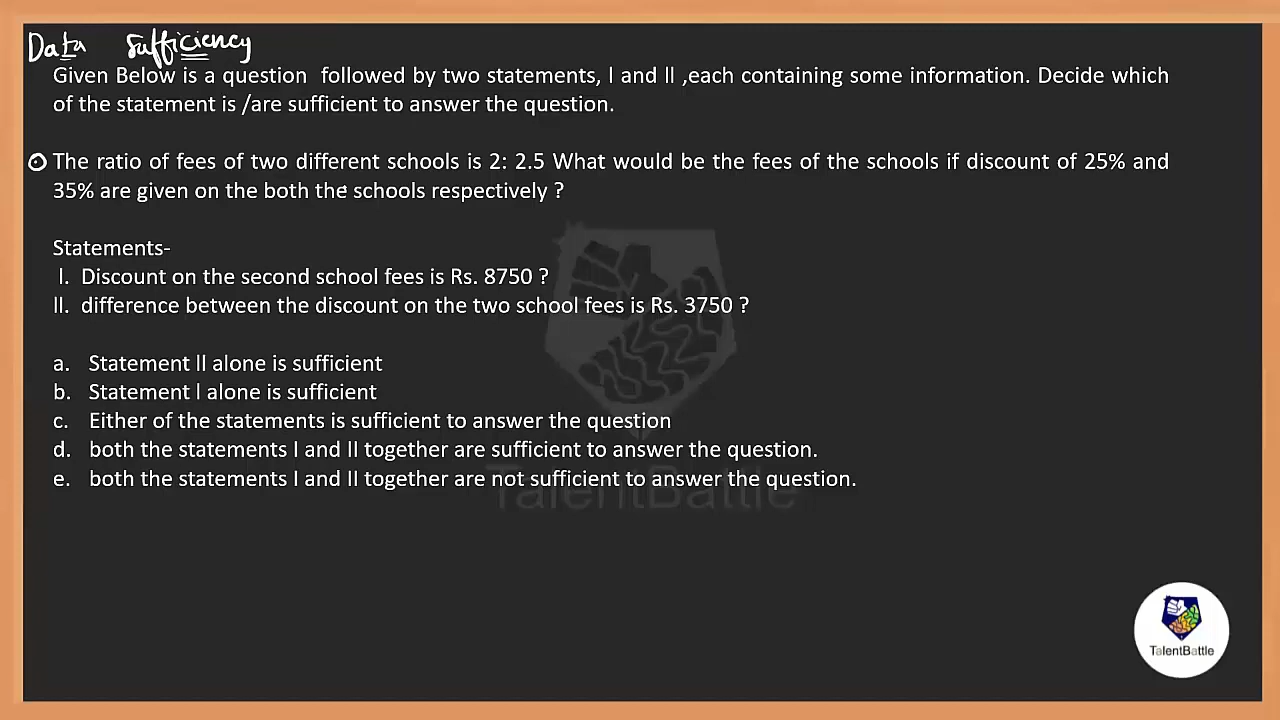 Data Sufficiency
Given Below is a question followed by two statements, I and II ,each containing some information. Decide which
of the statement is /are sufficient to answer the question.
The ratio of fees of two different schools is 2: 2.5 What would be the fees of the schools if discount of 25% and
35% are given on the both the schools respectively ?
Statements-
I. Discount on the second school fees is Rs. 8750 ?
II. difference between the discount on the two school fees is Rs. 3750 ?
a. Statement II alone is sufficient
b. Statement I alone is sufficient
c. Either of the statements is sufficient to answer the question
d. both the statements I and II together are sufficient to answer the question.
e. both the statements I and II together are not sufficient to answer the question.
TalentBattle
TalentBattle